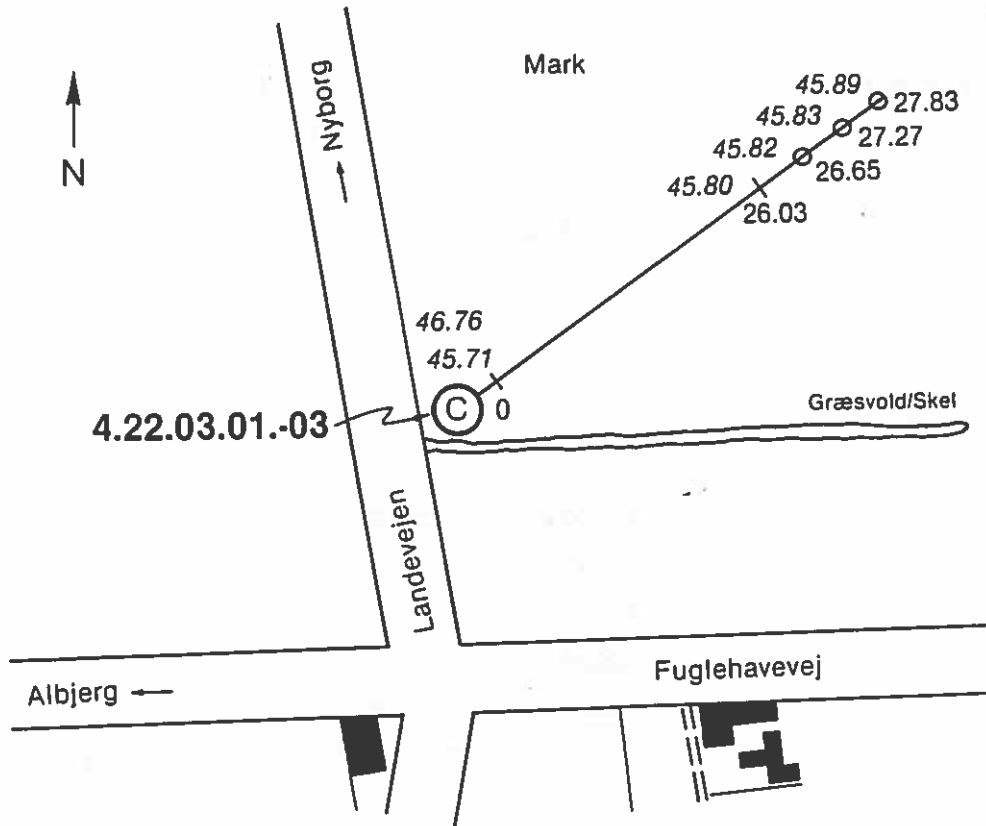 Mark
N
← Nyborg
45.89
27.83
45.83
27.27
45.82
26.65
45.80
26.03
46.76
45.71
4.22.03.01.-03
C
0
Græsvold/Skel
Landevejen
Fuglehavevej
Albjerg ←